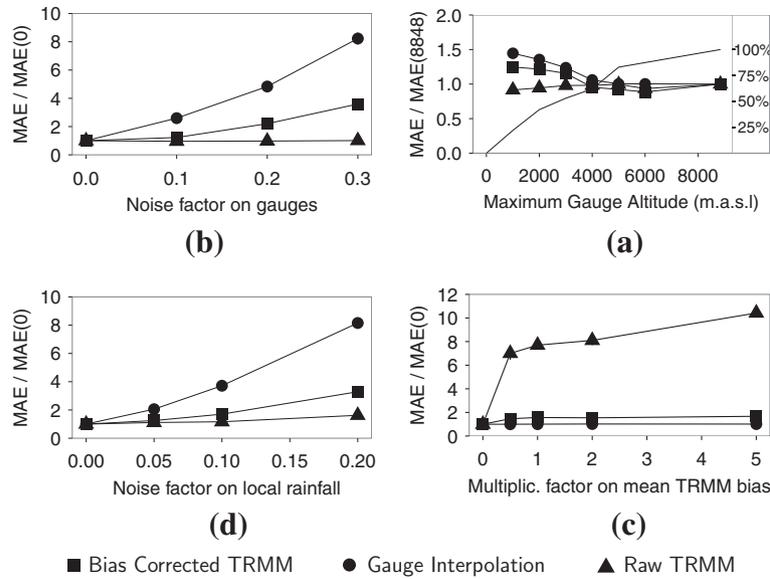 10
8
6
4
2
0
MAE / MAE(0)
0.0 0.1 0.2 0.3
Noise factor on gauges
(b)
2.0
1.5
1.0
0.5
0.0
MAE / MAE(8848)
100%
75%
50%
25%
0 2000 4000 6000 8000
Maximum Gauge Altitude (m.a.s.l)
(a)
10
8
6
4
2
0
MAE / MAE(0)
0.00 0.05 0.10 0.15 0.20
Noise factor on local rainfall
(d)
12
10
8
6
4
2
0
MAE / MAE(0)
0 1 2 3 4 5
Multiplic. factor on mean TRMM bias
(c)
Bias Corrected TRMM Gauge Interpolation Raw TRMM